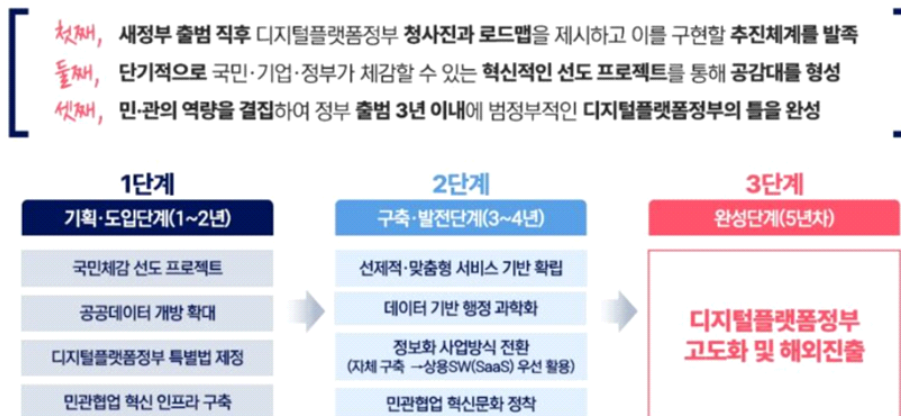 첫째, 새정부 출범 직후 디지털플랫폼정부 청사진과 로드맵을 제시하고 이를 구현할 추진체계를 발족
둘째, 단기적으로 국민·기업·정부가 체감할 수 있는 혁신적인 선도 프로젝트를 통해 공감대를 형성
셋째, 민·관의 역량을 결집하여 정부 출범 3년 이내에 범정부적인 디지털플랫폼정부의 틀을 완성
1단계
기획·도입단계(1~2년)
국민체감 선도 프로젝트
공공데이터 개방 확대
디지털플랫폼정부 특별법 제정
민관협업 혁신 인프라 구축
2단계
구축·발전단계(3~4년)
선제적·맞춤형 서비스 기반 확립
데이터 기반 행정 과학화
정보화 사업방식 전환
(자체 구축 →상용SW(SaaS) 우선 활용)
민관협업 혁신문화 정착
3단계
완성단계(5년차)
디지털플랫폼정부
고도화 및 해외진출